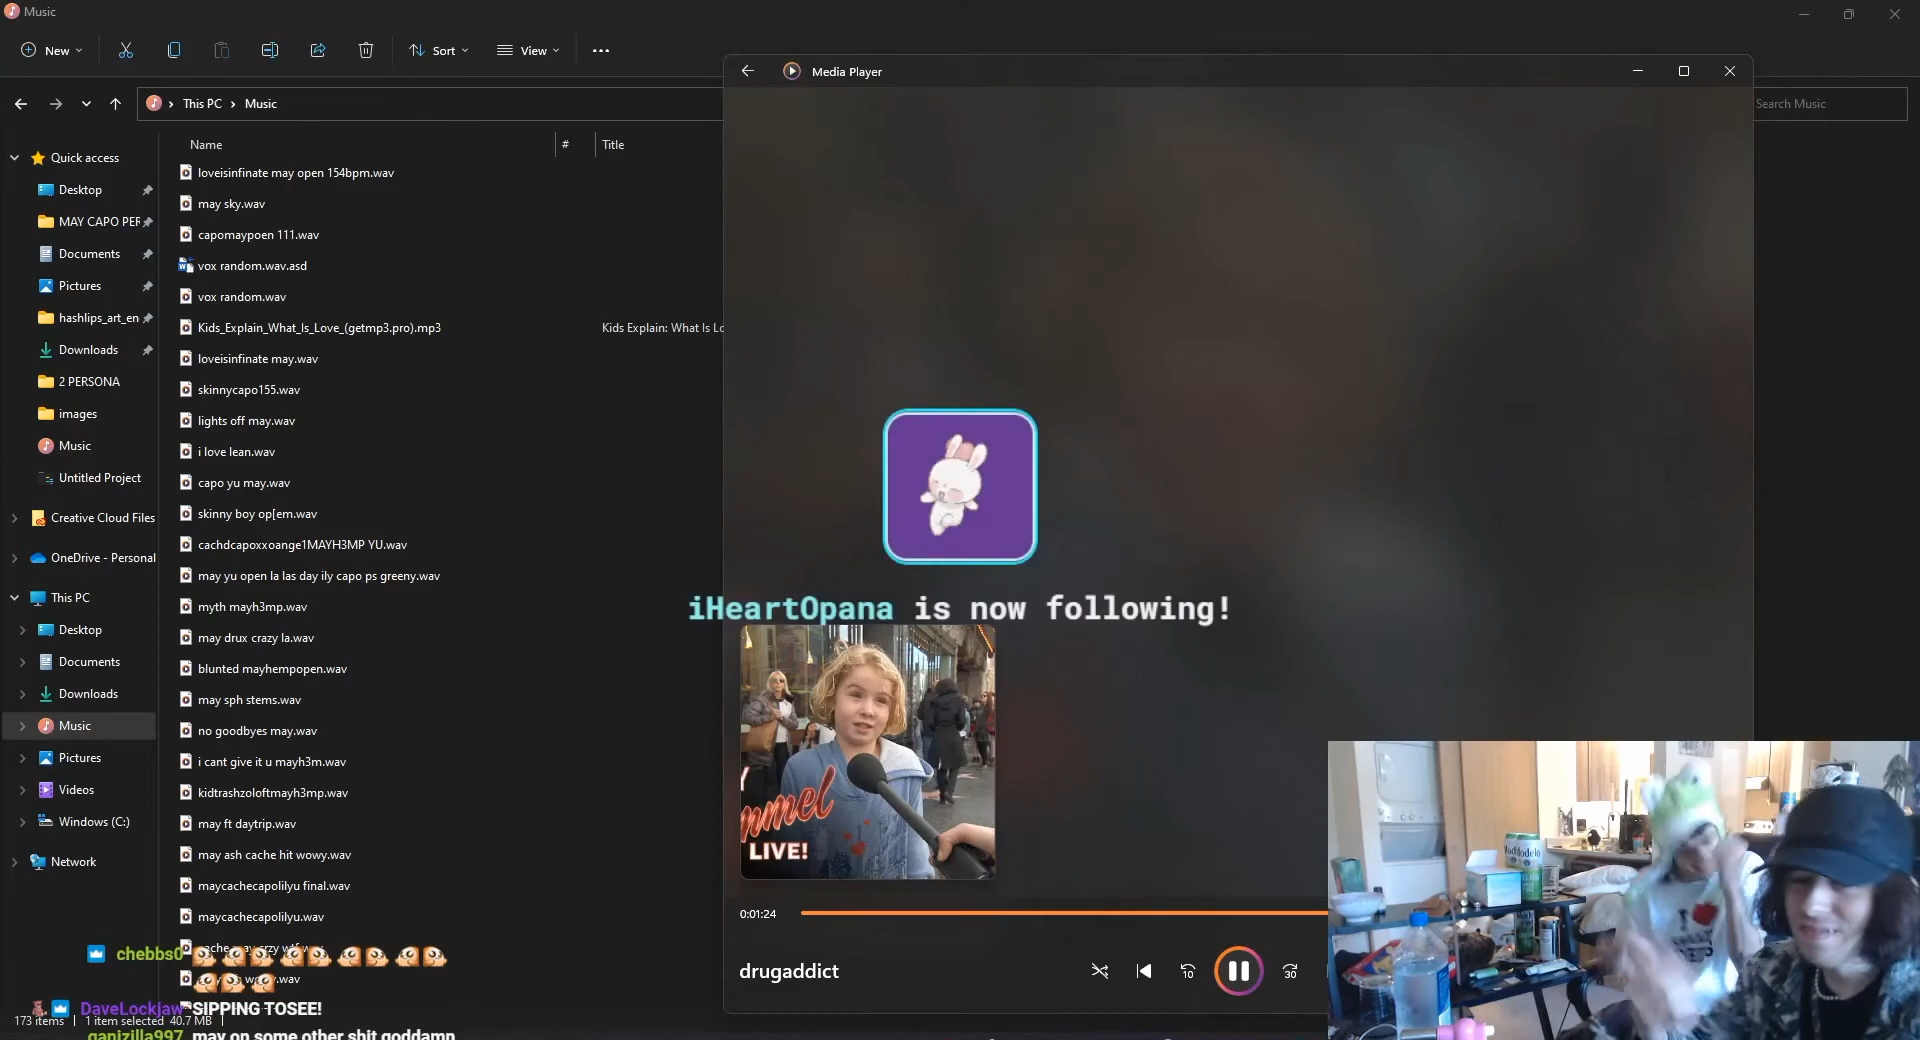 Music
New
Sort
View
Media Player
This PC > Music
Search Music
Name
#
Title
Quick access
Desktop
MAY CAPO PER
Documents
Pictures
hashlips_art_en
Downloads
2 PERSONA
images
Music
Untitled Project
Creative Cloud Files
OneDrive - Personal
This PC
Desktop
Documents
Downloads
Music
Pictures
Videos
Windows (C:)
Network
loveisinfinate may open 154bpm.wav
may sky.wav
capomaypoen 111.wav
vox random.wav.asd
vox random.wav
Kids_Explain_What_Is_Love_(getmp3.pro).mp3
Kids Explain: What Is Lo
loveisinfinate may.wav
skinnycapo155.wav
lights off may.wav
i love lean.wav
capo yu may.wav
skinny boy op[em.wav
cachdcapoxxoange1MAYH3MP YU.wav
may yu open la las day ily capo ps greeny.wav
myth mayh3mp.wav
may drux crazy la.wav
blunted mayhempopen.wav
may sph stems.wav
no goodbyes may.wav
i cant give it u mayh3m.wav
kidtrashzoloftmayh3mp.wav
may ft daytrip.wav
may ash cache hit wowy.wav
maycachecapolilyu final.wav
maycachecapolilyu.wav
iHeartOpana is now following!
LIVE!
0:01:24
drugaddict
10
30
Modelo
chebbs0
DaveLockjaw SIPPING TOSEE!
173 items
1 item selected 40.7 MB
ganizilla997 may on some other shit goddamn